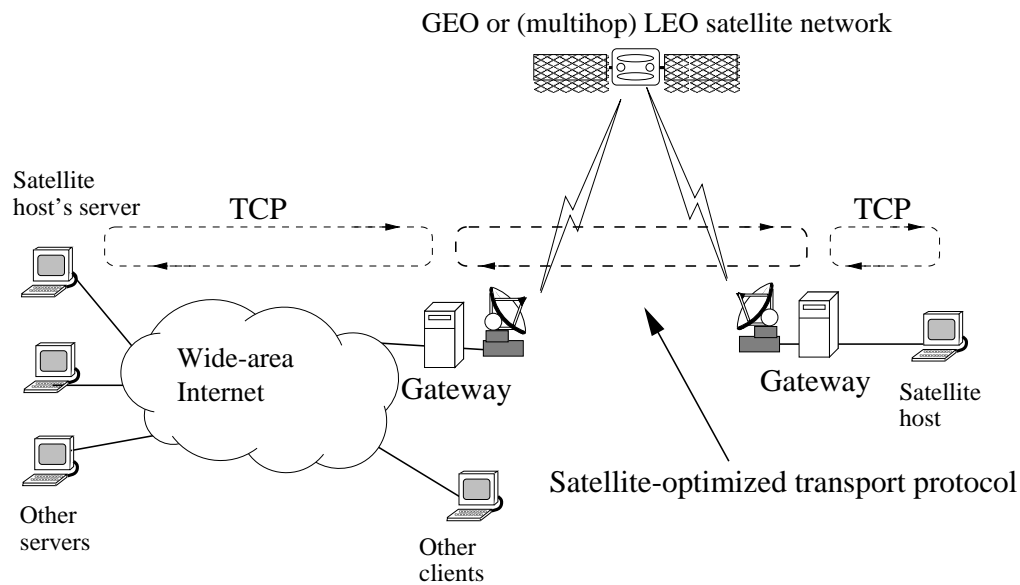 GEO or (multihop) LEO satellite network
Satellite
host's server
TCP
TCP
Wide-area
Internet
Gateway
Gateway
Satellite
host
Satellite-optimized transport protocol
Other
servers
Other
clients